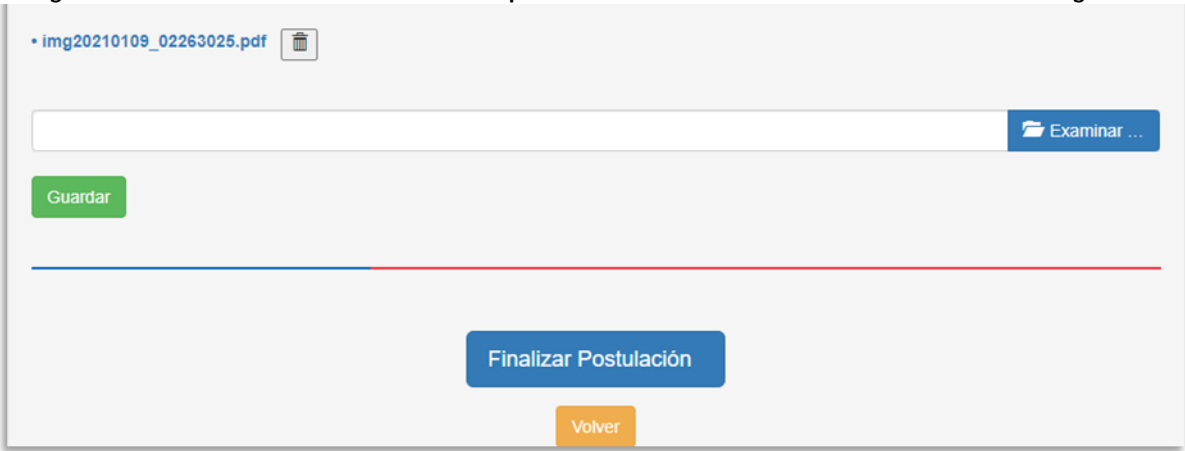 • img20210109_02263025.pdf
Examinar ...
Guardar
Finalizar Postulación
Volver